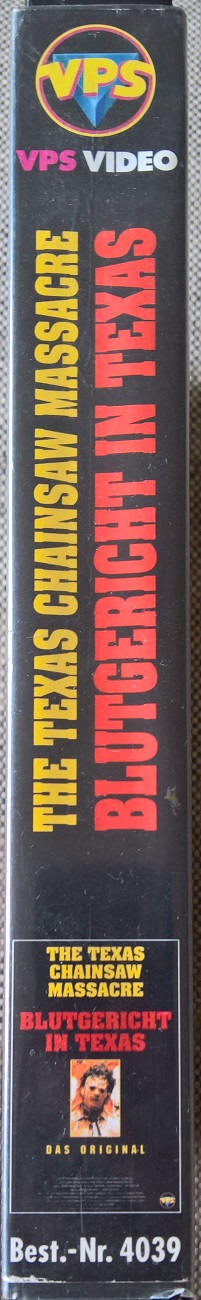 VPS
VPS VIDEO
THE TEXAS CHAINSAW MASSACRE
BLUTGERICHT IN TEXAS
THE TEXAS
CHAINSAW
MASSACRE
BLUTGERICHT
IN TEXAS
DAS ORIGINAL
VPS
Best.-Nr. 4039